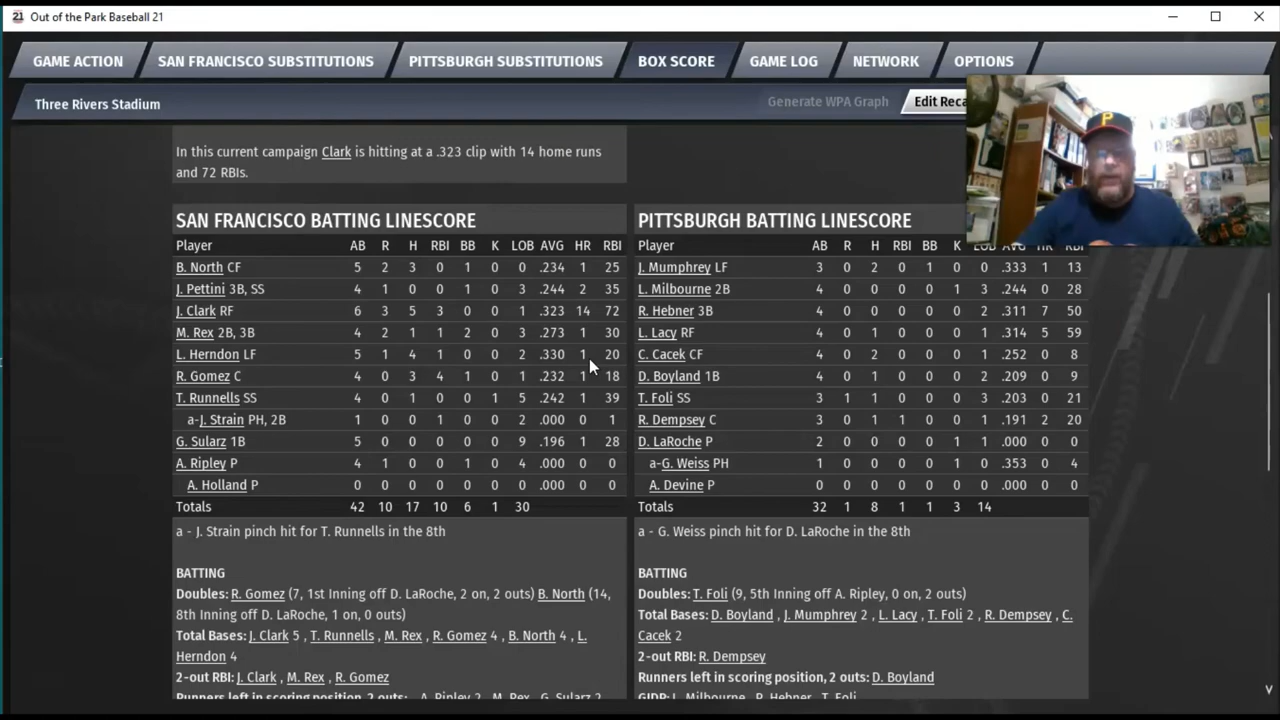 21 Out of the Park Baseball 21
GAME ACTION SAN FRANCISCO SUBSTITUTIONS PITTSBURGH SUBSTITUTIONS BOX SCORE GAME LOG NETWORK OPTIONS
Three Rivers Stadium Generate WPA Graph Edit Reca
In this current campaign Clark is hitting at a .323 clip with 14 home runs
and 72 RBIs.
SAN FRANCISCO BATTING LINESCORE
Player AB R H RBI BB K LOB AVG HR RBI
B. North CF 5 2 3 0 1 0 0 .234 1 25
J. Pettini 3B, SS 4 1 0 0 1 0 3 .244 2 35
J. Clark RF 6 3 5 3 0 0 1 .323 14 72
M. Rex 2B, 3B 4 2 1 1 2 0 3 .273 1 30
L. Herndon LF 5 1 4 1 0 0 2 .330 1 20
R. Gomez C 4 0 3 4 1 0 1 .232 1 18
T. Runnells SS 4 0 1 0 0 1 5 .242 1 39
a-J. Strain PH, 2B 1 0 0 1 0 0 2 .000 0 1
G. Sularz 1B 5 0 0 0 0 0 9 .196 1 28
A. Ripley P 4 1 0 0 1 0 4 .000 0 0
A. Holland P 0 0 0 0 0 0 0 .000 0 0
Totals 42 10 17 10 6 1 30
a - J. Strain pinch hit for T. Runnells in the 8th
BATTING
Doubles: R. Gomez (7, 1st Inning off D. LaRoche, 2 on, 2 outs) B. North (14,
8th Inning off D. LaRoche, 1 on, 0 outs)
Total Bases: J. Clark 5 , T. Runnells , M. Rex , R. Gomez 4 , B. North 4 , L.
Herndon 4
2-out RBI: J. Clark , M. Rex , R. Gomez
Runners left in scoring position, 2 outs: A. Ripley 2, M. Rex, G. Sularz 2
PITTSBURGH BATTING LINESCORE
Player AB R H RBI BB K LOB AVG HR RBI
J. Mumphrey LF 3 0 2 0 1 0 0 .333 1 13
L. Milbourne 2B 4 0 0 0 0 1 3 .244 0 28
R. Hebner 3B 4 0 0 0 0 0 2 .311 7 50
L. Lacy RF 4 0 1 0 0 0 1 .314 5 59
C. Cacek CF 4 0 2 0 0 0 1 .252 0 8
D. Boyland 1B 4 0 1 0 0 0 2 .209 0 9
T. Foli SS 3 1 1 0 0 0 3 .203 0 21
R. Dempsey C 3 0 1 1 0 0 1 .191 2 20
D. LaRoche P 2 0 0 0 0 1 1 .000 0 0
a-G. Weiss PH 1 0 0 0 0 1 0 .353 0 4
A. Devine P 0 0 0 0 0 0 0 .000 0 0
Totals 32 1 8 1 1 3 14
a - G. Weiss pinch hit for D. LaRoche in the 8th
BATTING
Doubles: T. Foli (9, 5th Inning off A. Ripley, 0 on, 2 outs)
Total Bases: D. Boyland , J. Mumphrey 2 , L. Lacy , T. Foli 2 , R. Dempsey , C.
Cacek 2
2-out RBI: R. Dempsey
Runners left in scoring position, 2 outs: D. Boyland
GIDP: L. Milbourne , R. Hebner , T. Foli
P